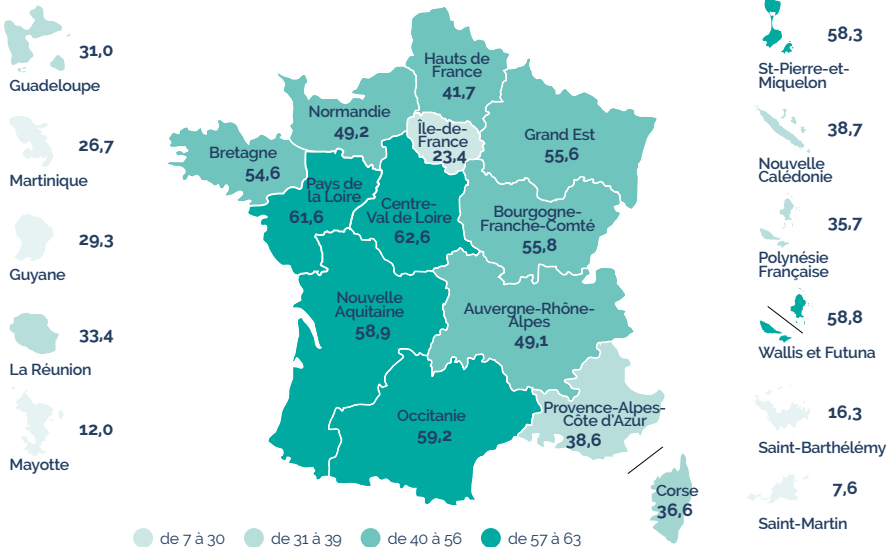 31,0
Guadeloupe
26,7
Martinique
29,3
Guyane
33,4
La Réunion
12,0
Mayotte
Hauts de
France
41,7
Normandie
49,2
Île-de-
France
23,4
Grand Est
55,6
Bretagne
54,6
Pays de
la Loire
61,6
Centre-
Val de Loire
62,6
Bourgogne-
Franche-Comté
55,8
Nouvelle
Aquitaine
58,9
Auvergne-Rhône-
Alpes
49,1
Occitanie
59,2
Provence-Alpes-
Côte d'Azur
38,6
Corse
36,6
58,3
St-Pierre-et-
Miquelon
38,7
Nouvelle
Calédonie
35,7
Polynésie
Française
58,8
Wallis et Futuna
16,3
Saint-Barthélémy
7,6
Saint-Martin
de 7 à 30
de 31 à 39
de 40 à 56
de 57 à 63